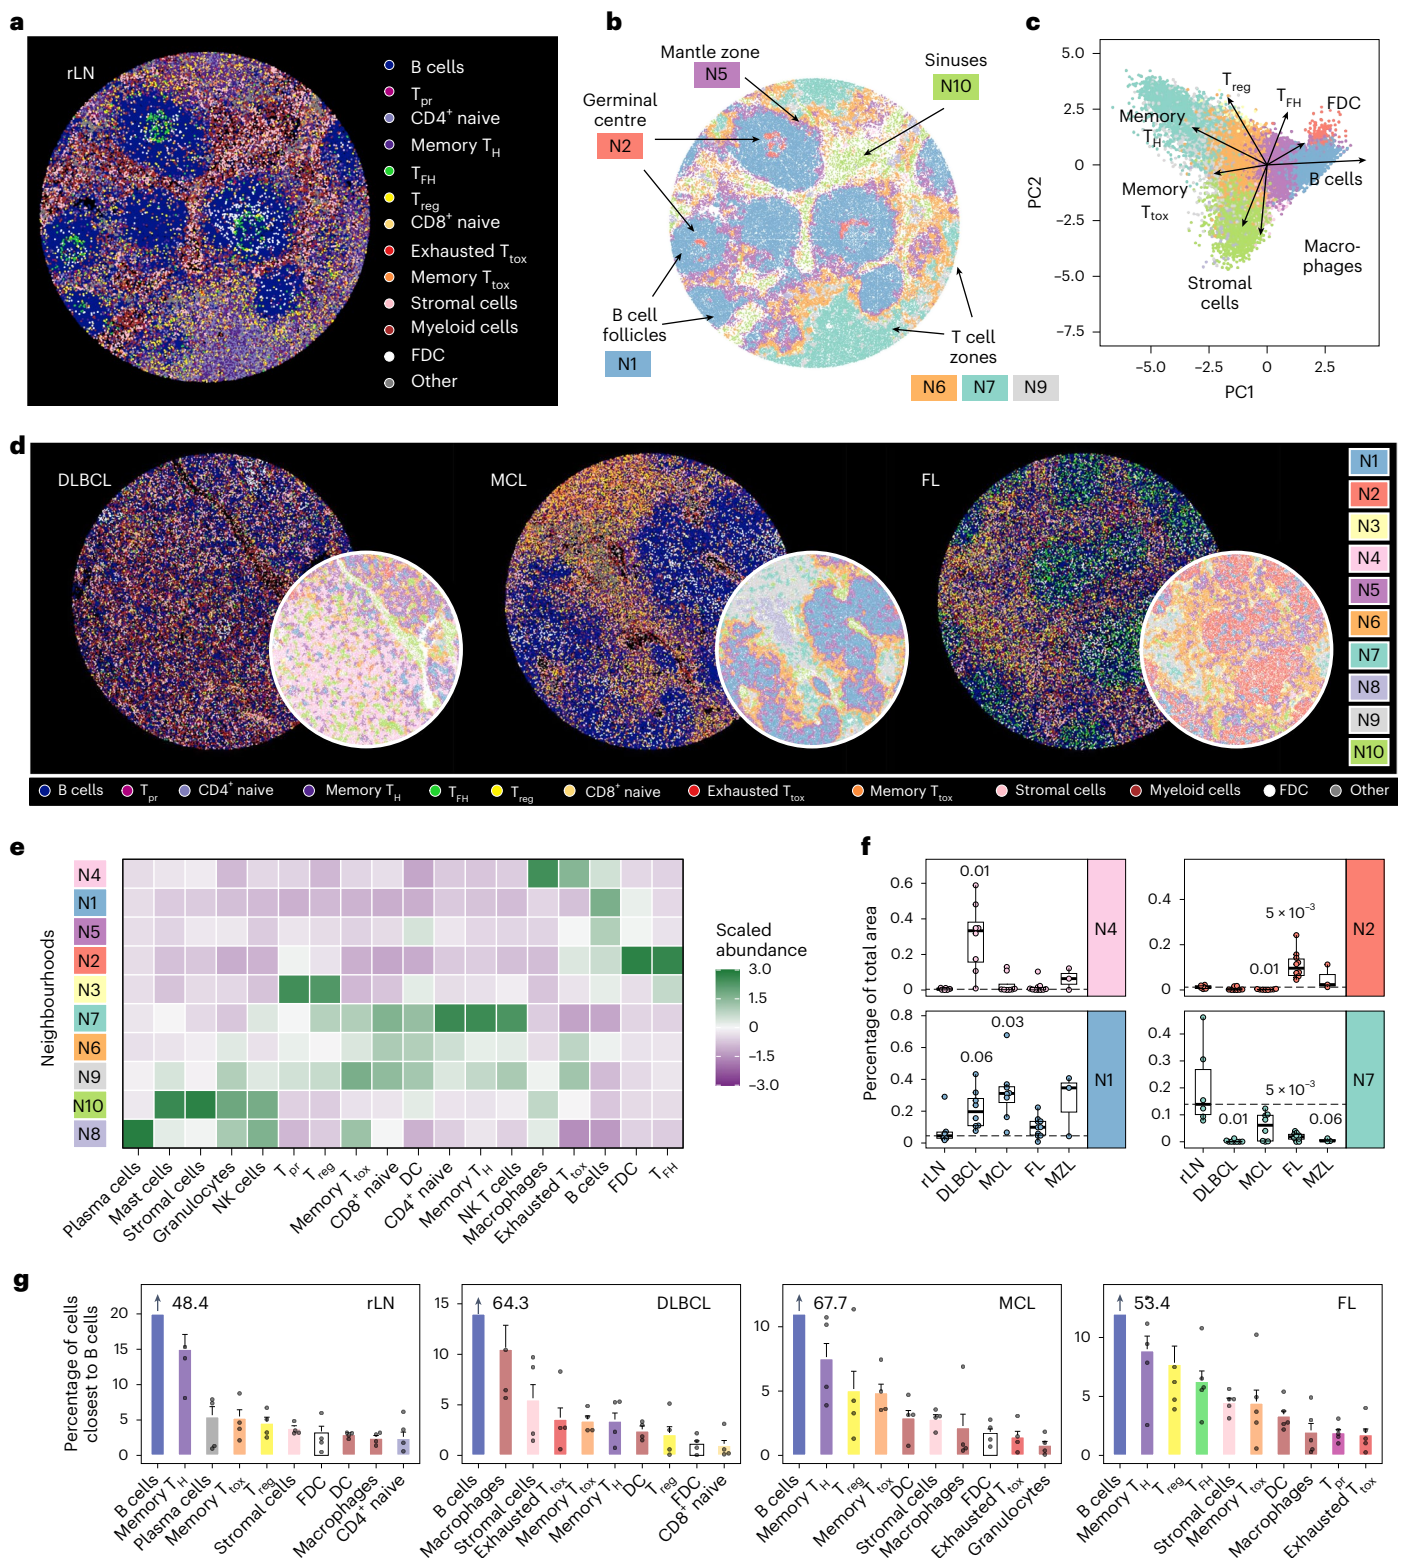 a
rLN
B cells
Tpr
CD4+ naive
Memory TH
TFH
Treg
CD8+ naive
Exhausted Ttox
Memory Ttox
Stromal cells
Myeloid cells
FDC
Other
b
Mantle zone
N5
Sinuses
N10
Germinal
centre
N2
B cell
follicles
N1
T cell
zones
N6 N7 N9
c
5.0
2.5
0
−2.5
−5.0
−7.5
PC2
Treg
TFH
FDC
Memory
TH
B cells
Memory
Ttox
Macro-
phages
Stromal
cells
−5.0 −2.5 0 2.5
PC1
d
DLBCL
MCL
FL
N1
N2
N3
N4
N5
N6
N7
N8
N9
N10
B cells Tpr CD4+ naive Memory TH TFH Treg CD8+ naive Exhausted Ttox Memory Ttox Stromal cells Myeloid cells FDC Other
e
Neighbourhoods
N4
N1
N5
N2
N3
N7
N6
N9
N10
N8
Plasma cells
Mast cells
Stromal cells
Granulocytes
NK cells
Tpr
Treg
Memory Ttox
CD8+ naive
DC
CD4+ naive
Memory TH
NK T cells
Macrophages
Exhausted Ttox
B cells
FDC
TFH
Scaled
abundance
3.0
1.5
0
−1.5
−3.0
f
Percentage of total area
0.6
0.4
0.2
0
0.01
N4
0.4
0.2
0
0.01
5 × 10−3
N2
0.8
0.6
0.4
0.2
0
0.06
0.03
N1
rLN
DLBCL
MCL
FL
MZL
0.4
0.3
0.2
0.1
0
0.01
5 × 10−3
0.06
N7
rLN
DLBCL
MCL
FL
MZL
g
Percentage of cells
closest to B cells
20
15
10
5
0
48.4
rLN
B cells
Memory TH
Plasma cells
Memory Ttox
Treg
Stromal cells
FDC
DC
Macrophages
CD4+ naive
15
10
5
0
64.3
DLBCL
B cells
Macrophages
Stromal cells
Exhausted Ttox
Memory Ttox
Memory TH
DC
Treg
FDC
CD8+ naive
10
5
0
67.7
MCL
B cells
Memory TH
Treg
Memory Ttox
DC
Stromal cells
Macrophages
FDC
Exhausted Ttox
Granulocytes
10
5
0
53.4
FL
B cells
Memory TH
Treg
TFH
Stromal cells
Memory Ttox
DC
Macrophages
Tpr
Exhausted Ttox